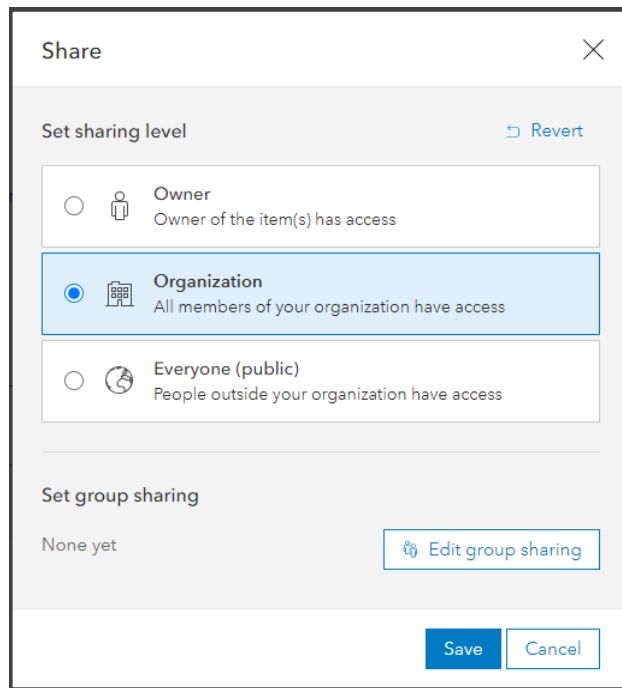 Share
Set sharing level
Revert
Owner
Owner of the item(s) has access
Organization
All members of your organization have access
Everyone (public)
People outside your organization have access
Set group sharing
None yet
Edit group sharing
Save
Cancel